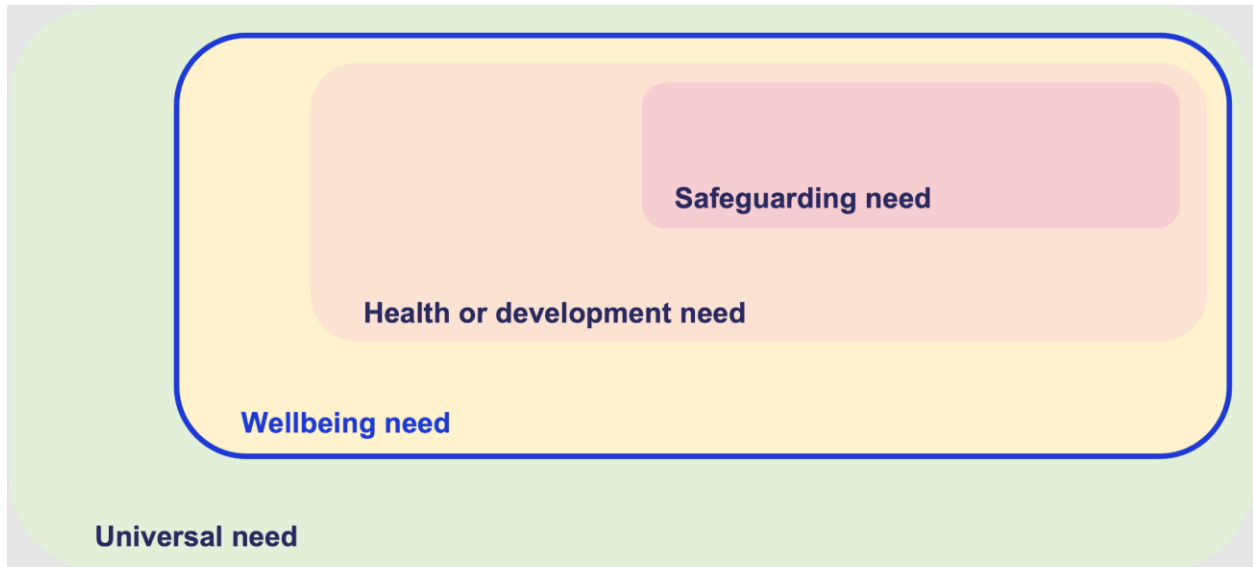 Safeguarding need
Health or development need
Wellbeing need
Universal need